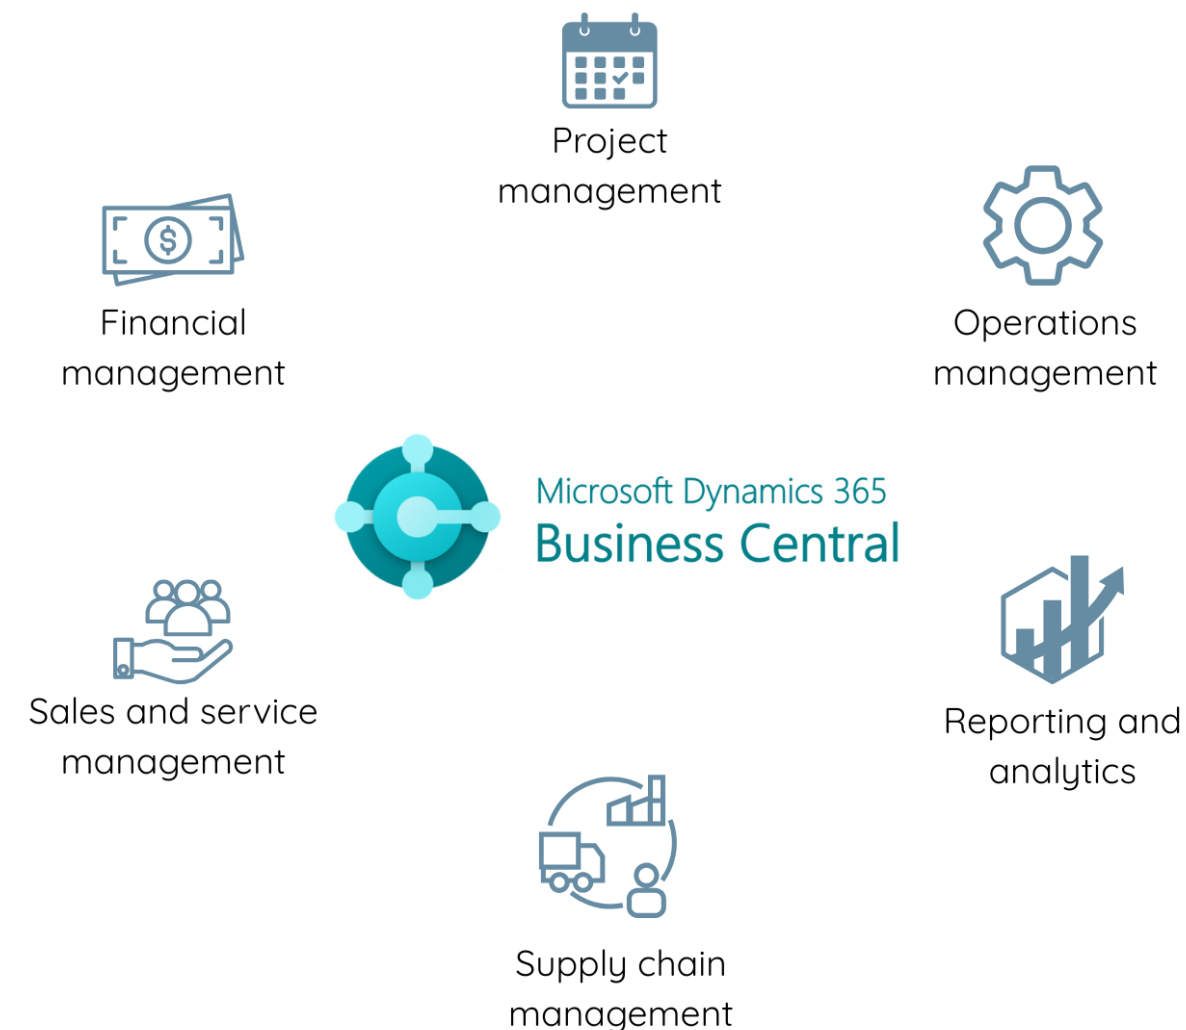 Project
management
Financial
management
Operations
management
Microsoft Dynamics 365
Business Central
Sales and service
management
Reporting and
analytics
Supply chain
management